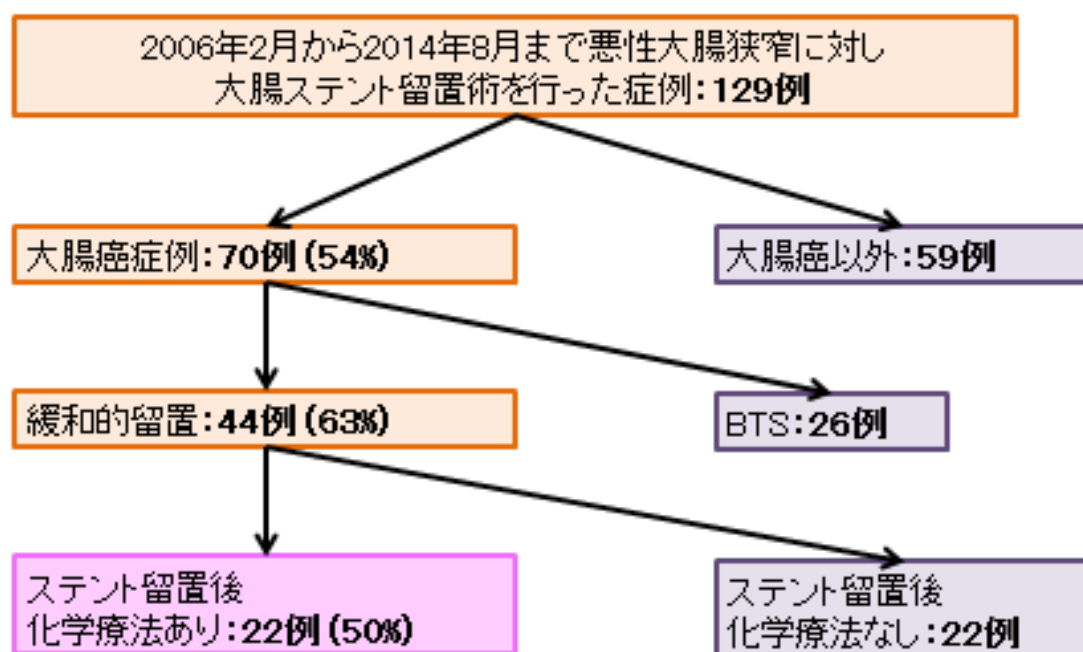 2006年2月から2014年8月まで悪性大腸狭窄に対し
大腸ステント留置術を行った症例：129例
大腸癌症例：70例 (54%)
大腸癌以外：59例
緩和的留置：44例 (63%)
BTS：26例
ステント留置後
化学療法あり：22例 (50%)
ステント留置後
化学療法なし：22例